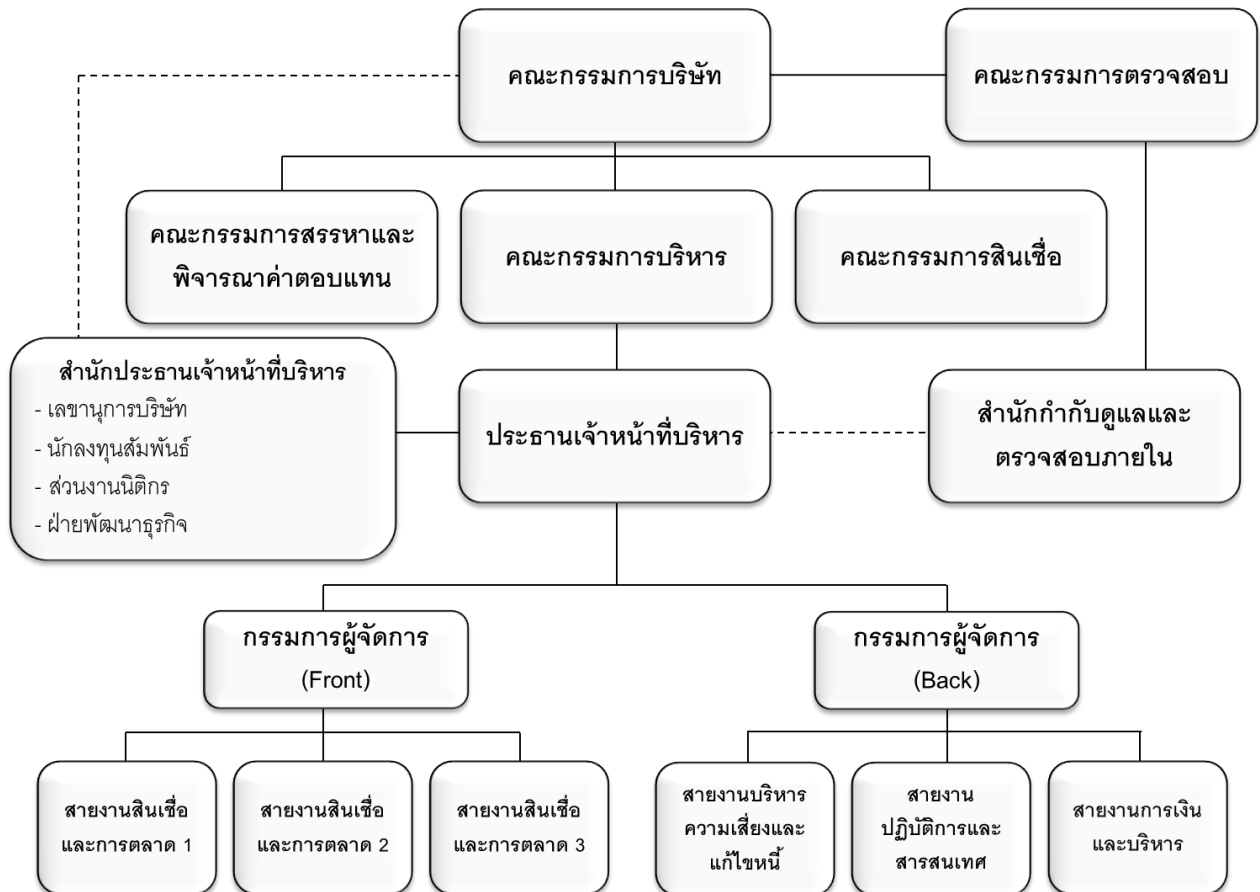 คณะกรรมการบริษัท
คณะกรรมการตรวจสอบ
คณะกรรมการสรรหาและ
พิจารณาค่าตอบแทน
คณะกรรมการบริหาร
คณะกรรมการสินเชื่อ
สำนักประธานเจ้าหน้าที่บริหาร
- เลขานุการบริษัท
- นักลงทุนสัมพันธ์
- ส่วนงานนิติกร
- ฝ่ายพัฒนาธุรกิจ
ประธานเจ้าหน้าที่บริหาร
สำนักกำกับดูแลและ
ตรวจสอบภายใน
กรรมการผู้จัดการ
(Front)
กรรมการผู้จัดการ
(Back)
สายงานสินเชื่อ
และการตลาด 1
สายงานสินเชื่อ
และการตลาด 2
สายงานสินเชื่อ
และการตลาด 3
สายงานบริหาร
ความเสี่ยงและ
แก้ไขหนี้
สายงาน
ปฏิบัติการและ
สารสนเทศ
สายงานการเงิน
และบริหาร